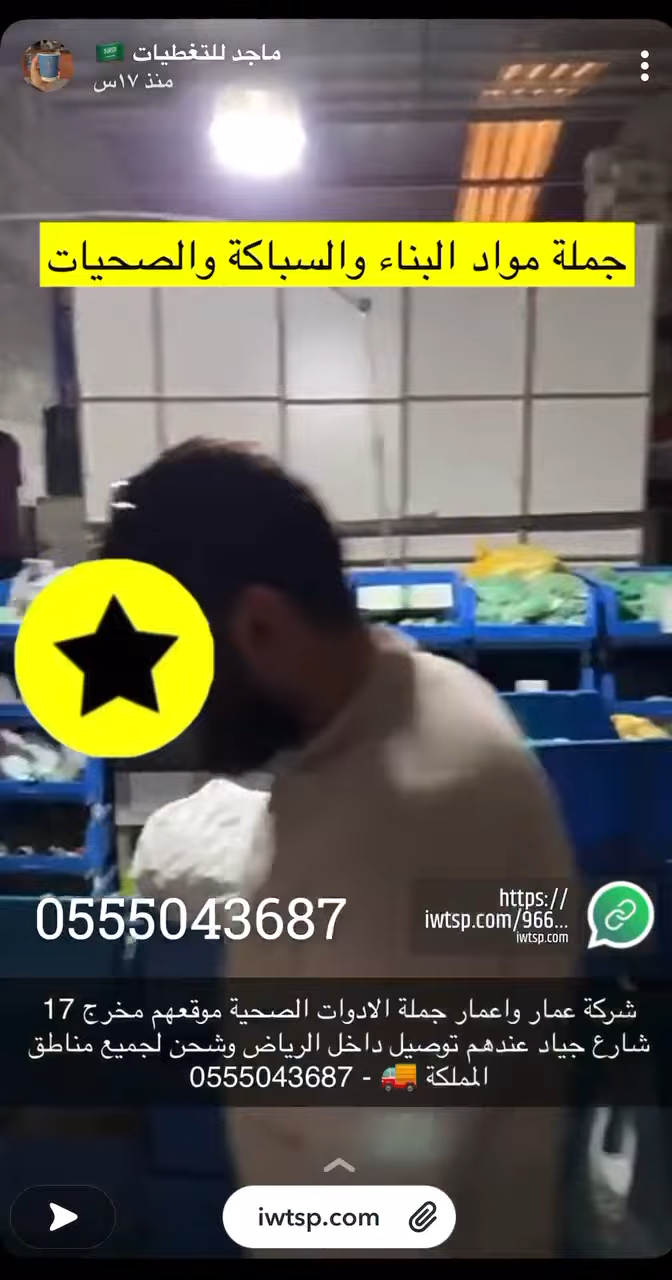 ماجد للتغطيات 🇸🇦
منذ ١٧س
جملة مواد البناء والسباكة والصحيات
0555043687
https://
iwtsp.com/966...
iwtsp.com
شركة عمار واعمار جملة الادوات الصحية موقعهم مخرج 17
شارع جياد عندهم توصيل داخل الرياض وشحن لجميع مناطق
المملكة 🚚 - 0555043687
iwtsp.com